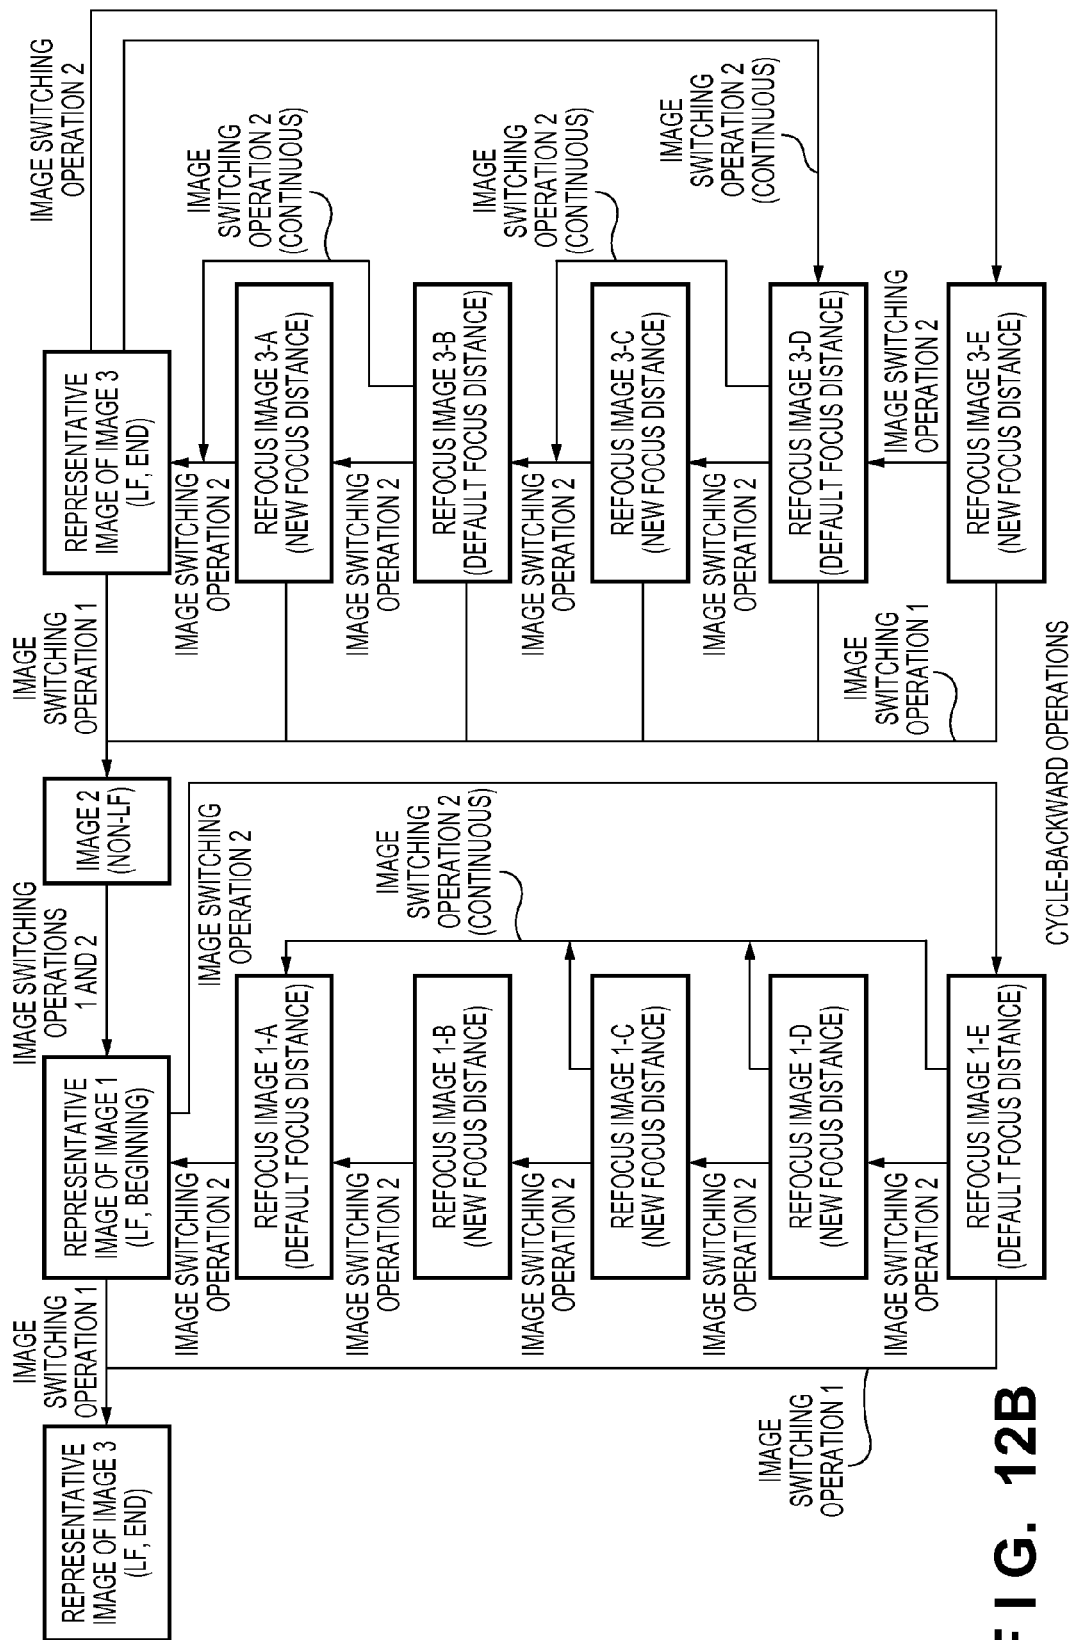 IMAGE SWITCHING
OPERATION 2
REPRESENTATIVE
IMAGE OF IMAGE 3
(LF, END)
IMAGE
SWITCHING
OPERATION 1
IMAGE 2
(NON-LF)
IMAGE SWITCHING
OPERATIONS
1 AND 2
REPRESENTATIVE
IMAGE OF IMAGE 1
(LF, BEGINNING)
IMAGE
SWITCHING
OPERATION 1
REPRESENTATIVE
IMAGE OF IMAGE 3
(LF, END)
IMAGE SWITCHING
OPERATION 2
IMAGE
SWITCHING
OPERATION 2
(CONTINUOUS)
REFOCUS IMAGE 3-A
(NEW FOCUS DISTANCE)
IMAGE SWITCHING
OPERATION 2
REFOCUS IMAGE 3-B
(DEFAULT FOCUS DISTANCE)
IMAGE SWITCHING
OPERATION 2
IMAGE
SWITCHING
OPERATION 2
(CONTINUOUS)
REFOCUS IMAGE 3-C
(NEW FOCUS DISTANCE)
IMAGE SWITCHING
OPERATION 2
IMAGE
SWITCHING
OPERATION 2
(CONTINUOUS)
REFOCUS IMAGE 3-D
(DEFAULT FOCUS DISTANCE)
IMAGE SWITCHING
OPERATION 2
REFOCUS IMAGE 3-E
(NEW FOCUS DISTANCE)
IMAGE
SWITCHING
OPERATION 1
IMAGE SWITCHING
OPERATION 2
IMAGE SWITCHING
OPERATION 2
REFOCUS IMAGE 1-A
(DEFAULT FOCUS DISTANCE)
IMAGE SWITCHING
OPERATION 2
IMAGE
SWITCHING
OPERATION 2
(CONTINUOUS)
REFOCUS IMAGE 1-B
(NEW FOCUS DISTANCE)
IMAGE SWITCHING
OPERATION 2
REFOCUS IMAGE 1-C
(NEW FOCUS DISTANCE)
IMAGE SWITCHING
OPERATION 2
REFOCUS IMAGE 1-D
(NEW FOCUS DISTANCE)
IMAGE SWITCHING
OPERATION 2
REFOCUS IMAGE 1-E
(DEFAULT FOCUS DISTANCE)
IMAGE
SWITCHING
OPERATION 1
CYCLE-BACKWARD OPERATIONS
FIG. 12B